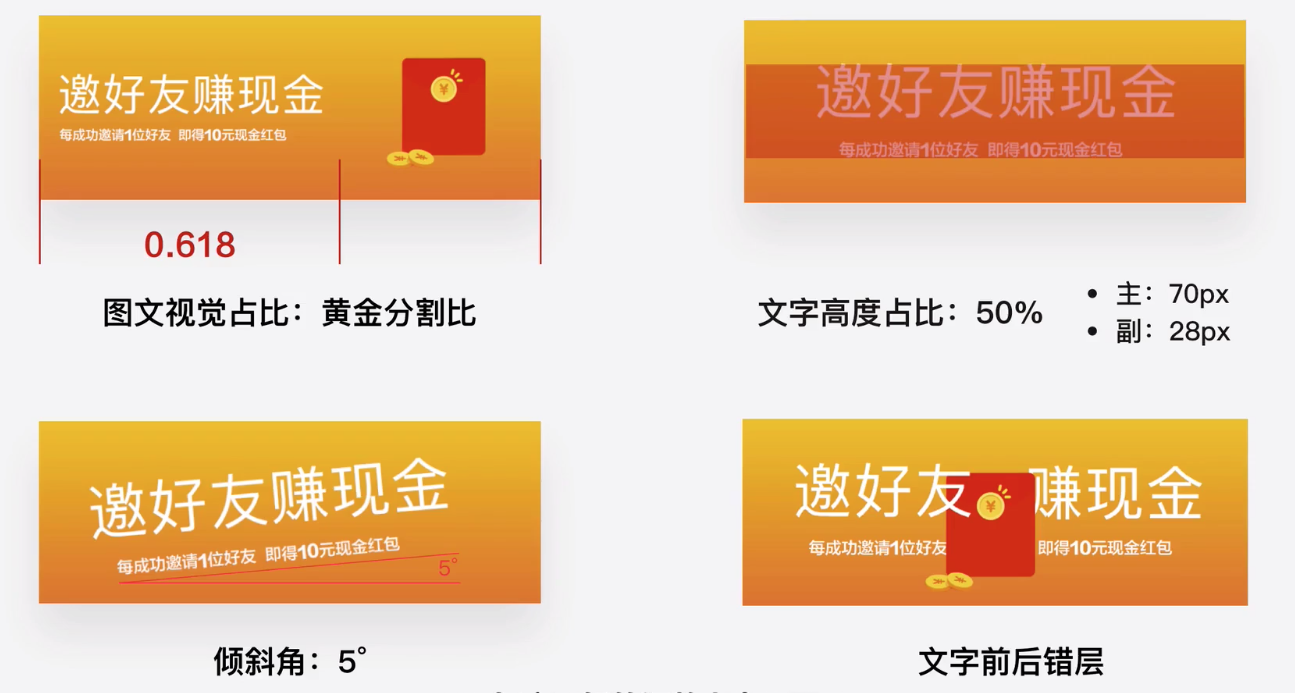 邀好友赚现金
每成功邀请1位好友 即得10元现金红包
¥
0.618
图文视觉占比：黄金分割比
邀好友赚现金
每成功邀请1位好友 即得10元现金红包
文字高度占比：50%
• 主：70px
• 副：28px
邀好友赚现金
每成功邀请1位好友 即得10元现金红包
5°
倾斜角：5°
邀好友赚现金
¥
每成功邀请1位好友 即得10元现金红包
文字前后错层